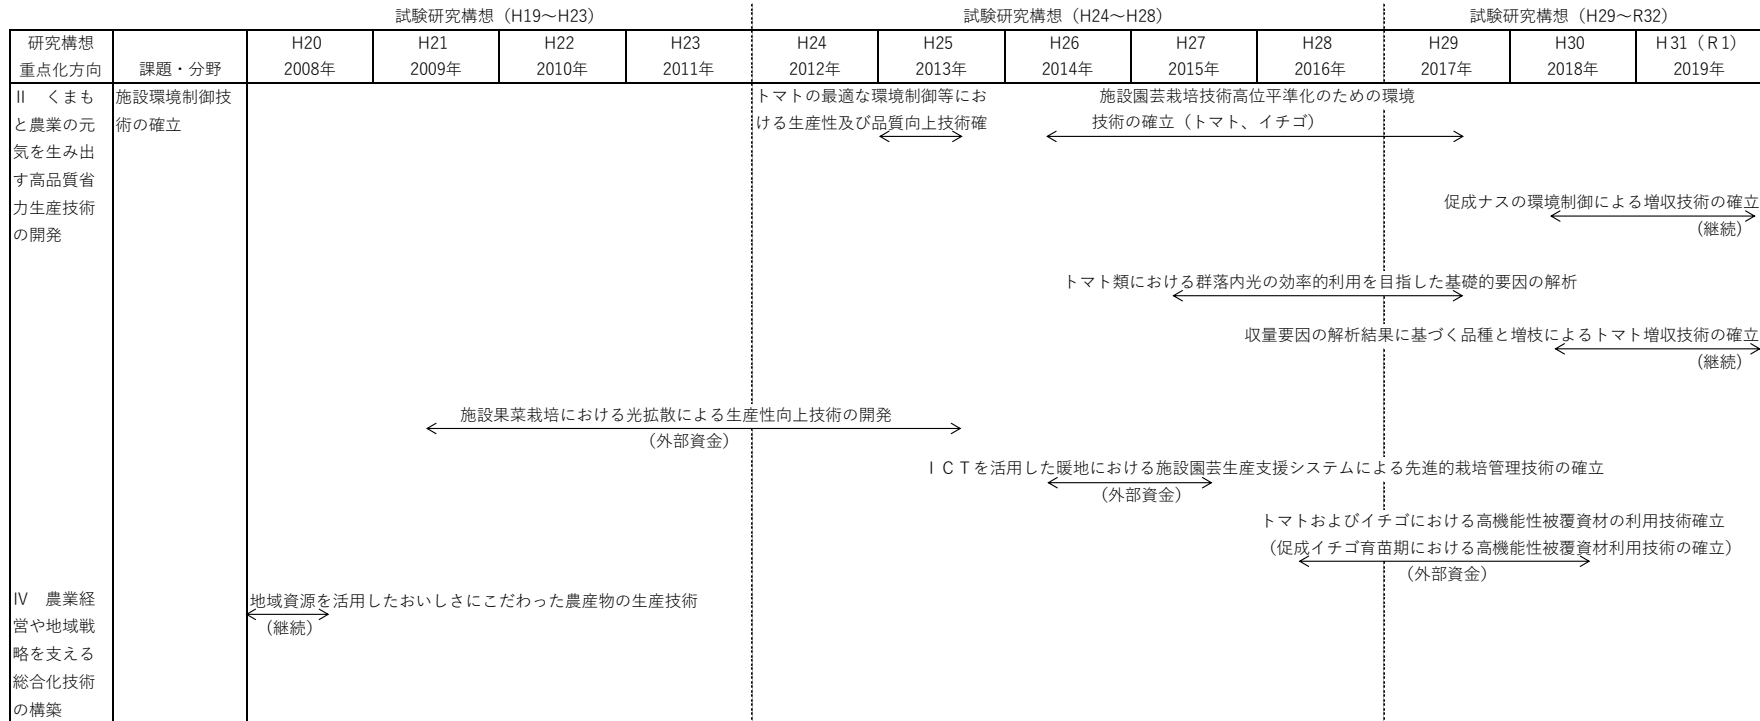 試験研究構想（H19～H23）
試験研究構想（H24～H28）
試験研究構想（H29～R32）
研究構想
重点化方向
課題・分野
H20
2008年
H21
2009年
H22
2010年
H23
2011年
H24
2012年
H25
2013年
H26
2014年
H27
2015年
H28
2016年
H29
2017年
H30
2018年
H31（R1）
2019年
Ⅱ　くまも
と農業の元
気を生み出
す高品質省
力生産技術
の開発
施設環境制御技
術の確立
トマトの最適な環境制御等にお
ける生産性及び品質向上技術確
施設園芸栽培技術高位平準化のための環境
技術の確立（トマト、イチゴ）
促成ナスの環境制御による増収技術の確立
(継続)
トマト類における群落内光の効率的利用を目指した基礎的要因の解析
収量要因の解析結果に基づく品種と増枝によるトマト増収技術の確立
(継続)
施設果菜栽培における光拡散による生産性向上技術の開発
（外部資金）
ＩＣＴを活用した暖地における施設園芸生産支援システムによる先進的栽培管理技術の確立
（外部資金）
トマトおよびイチゴにおける高機能性被覆資材の利用技術確立
（促成イチゴ育苗期における高機能性被覆資材利用技術の確立）
（外部資金）
Ⅳ　農業経
営や地域戦
略を支える
総合化技術
の構築
地域資源を活用したおいしさにこだわった農産物の生産技術
（継続）